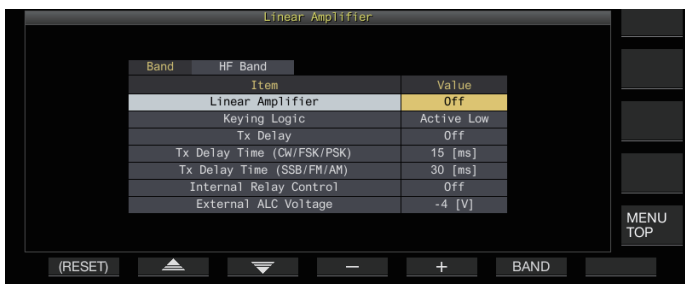 Linear Amplifier
Band HF Band
Item Value
Linear Amplifier Off
Keying Logic Active Low
Tx Delay Off
Tx Delay Time (CW/FSK/PSK) 15 [ms]
Tx Delay Time (SSB/FM/AM) 30 [ms]
Internal Relay Control Off
External ALC Voltage -4 [V]
MENU
TOP
(RESET) − + BAND